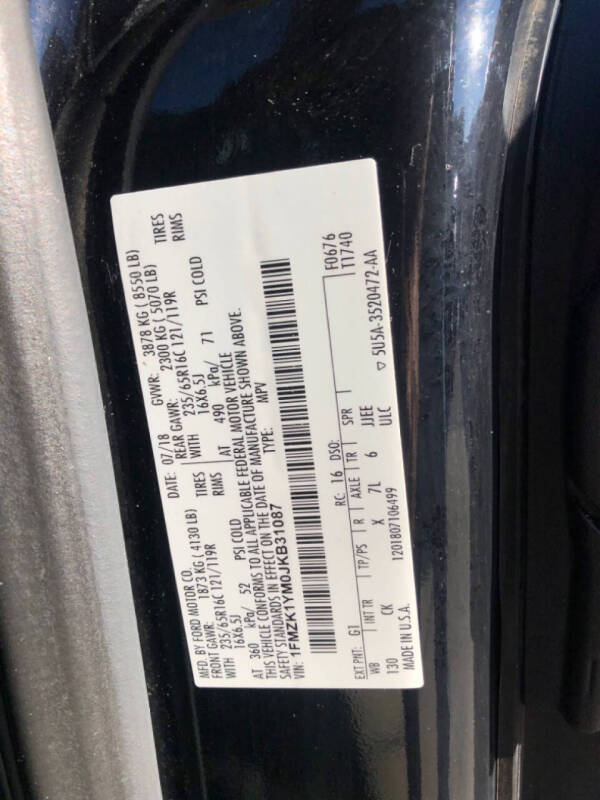 MFD. BY FORD MOTOR CO. DATE: 07/18 GVWR: 3878 KG ( 8550 LB)
FRONT GAWR: 1873 KG ( 4130 LB) REAR GAWR: 2300 KG ( 5070 LB)
WITH 235/65R16C 121/119R TIRES WITH 235/65R16C 121/119R TIRES
16X6.5J RIMS 16X6.5J RIMS
AT 360 kPa/ 52 PSI COLD AT 490 kPa/ 71 PSI COLD
THIS VEHICLE CONFORMS TO ALL APPLICABLE FEDERAL MOTOR VEHICLE
SAFETY STANDARDS IN EFFECT ON THE DATE OF MANUFACTURE SHOWN ABOVE.
VIN: 1FMZK1YM0JKB31087 TYPE: MPV
F0676
EXT PNT: G1 RC: 16 DSO: T1740
WB INT TR TP/PS R AXLE TR SPR
130 CK X 7L 6 JJEE
MADE IN U.S.A. 1201807106499 ULC ▽ 5U5A-3520472-AA